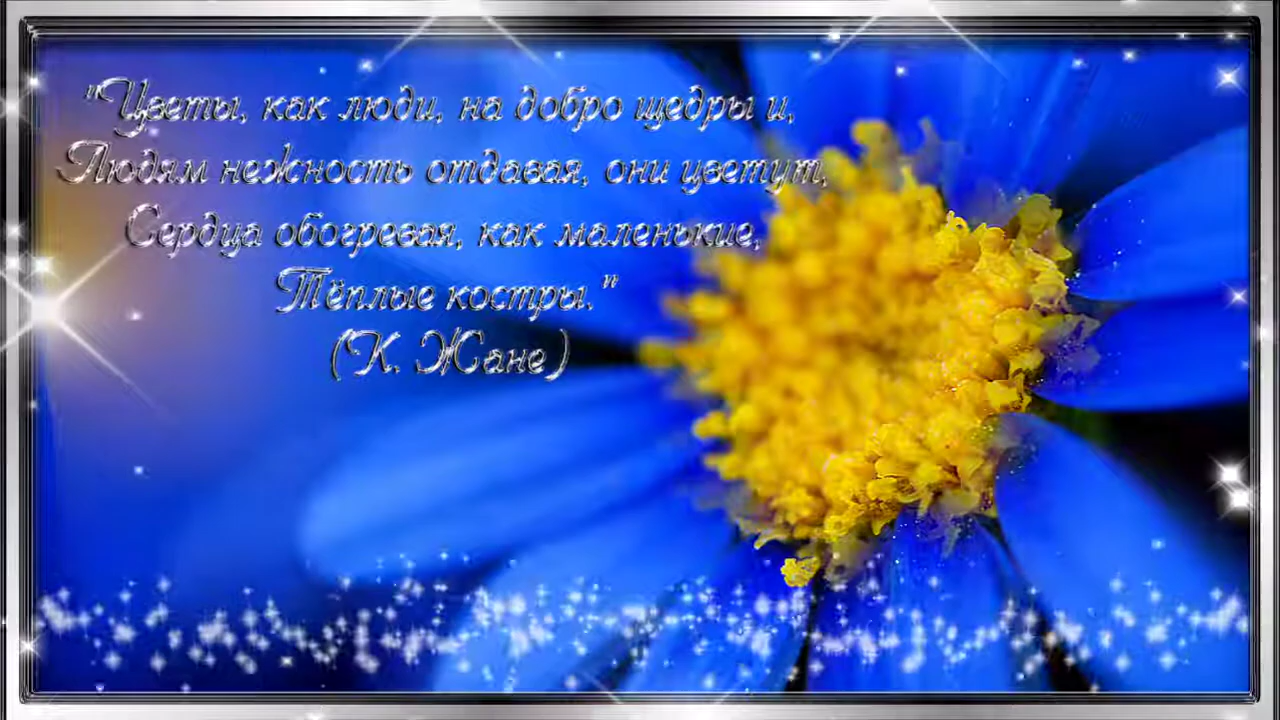 "Цветы, как люди, на добро щедры и,
Людям нежность отдавая, они цветут,
Сердца обогревая, как маленькие,
Тёплые костры."
(К. Жане)